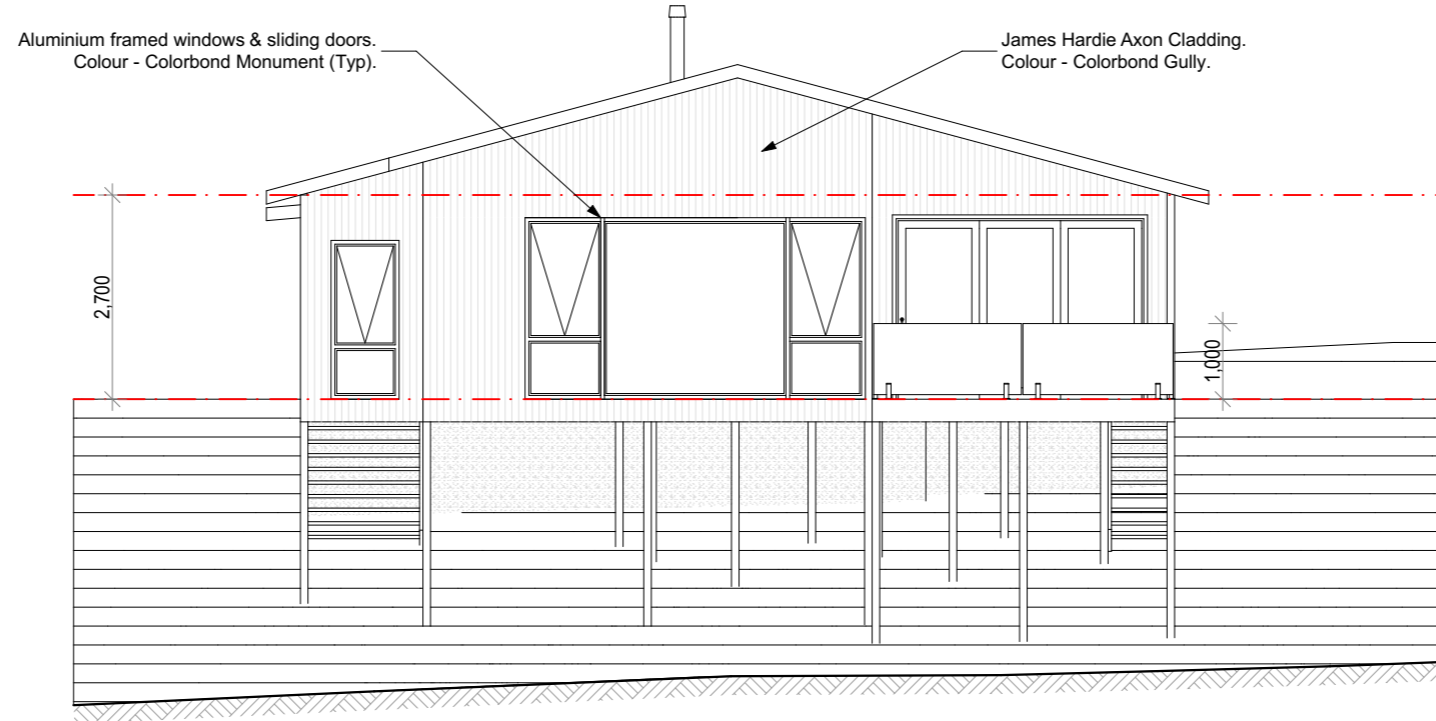 Aluminium framed windows & sliding doors.
Colour - Colorbond Monument (Typ).
James Hardie Axon Cladding.
Colour - Colorbond Gully.
2,700
1,000